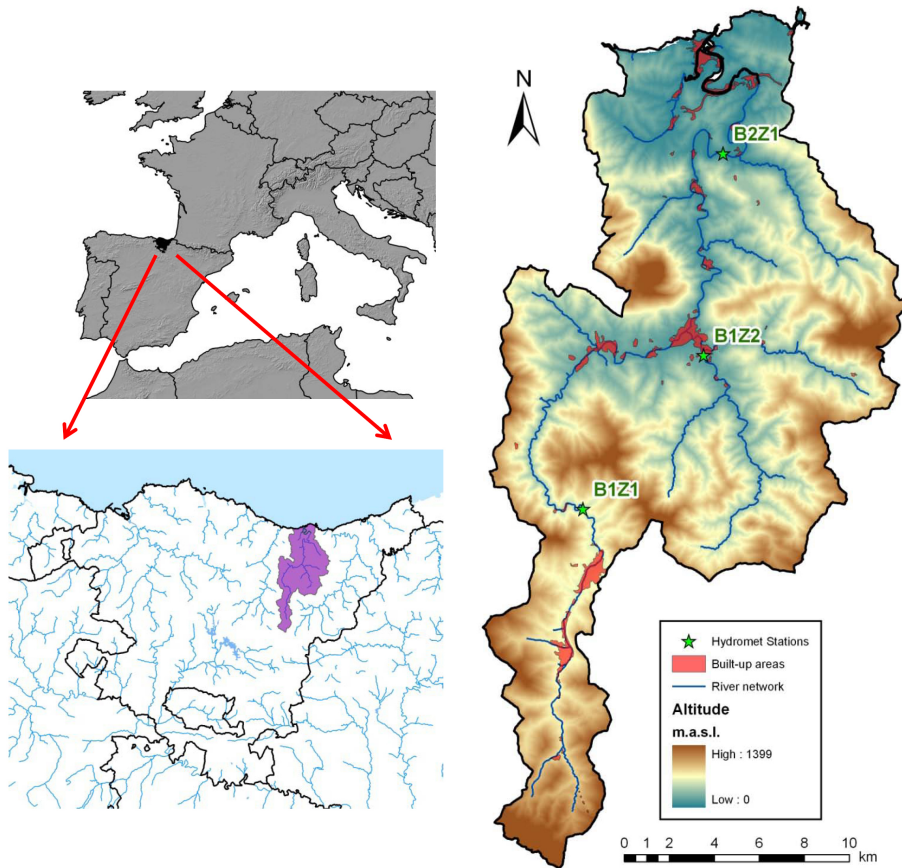 N
B2Z1
B1Z2
B1Z1
Hydromet Stations
Built-up areas
River network
Altitude
m.a.s.l.
High : 1399
Low : 0
0 1 2 4 6 8 10
km